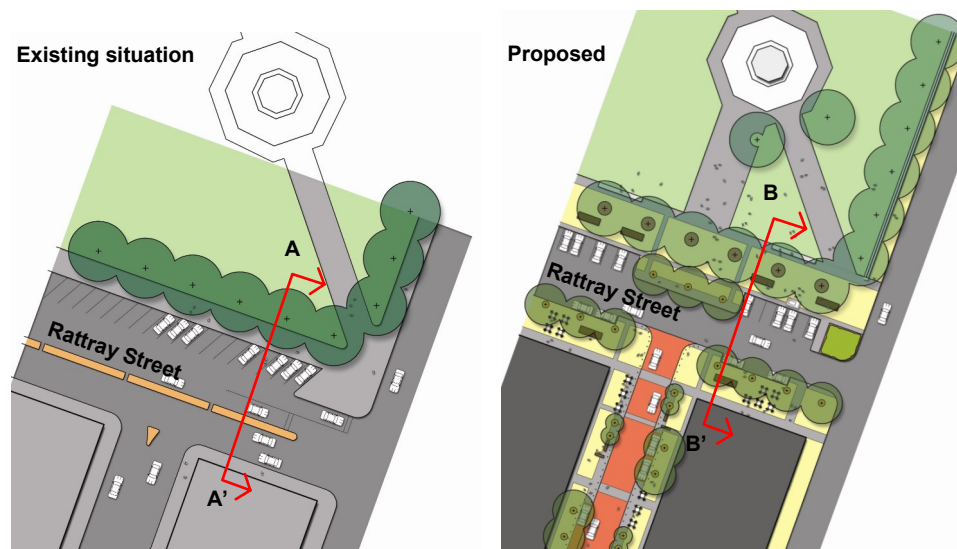 Existing situation
A
Rattray Street
A’
Proposed
B
Rattray Street
B’